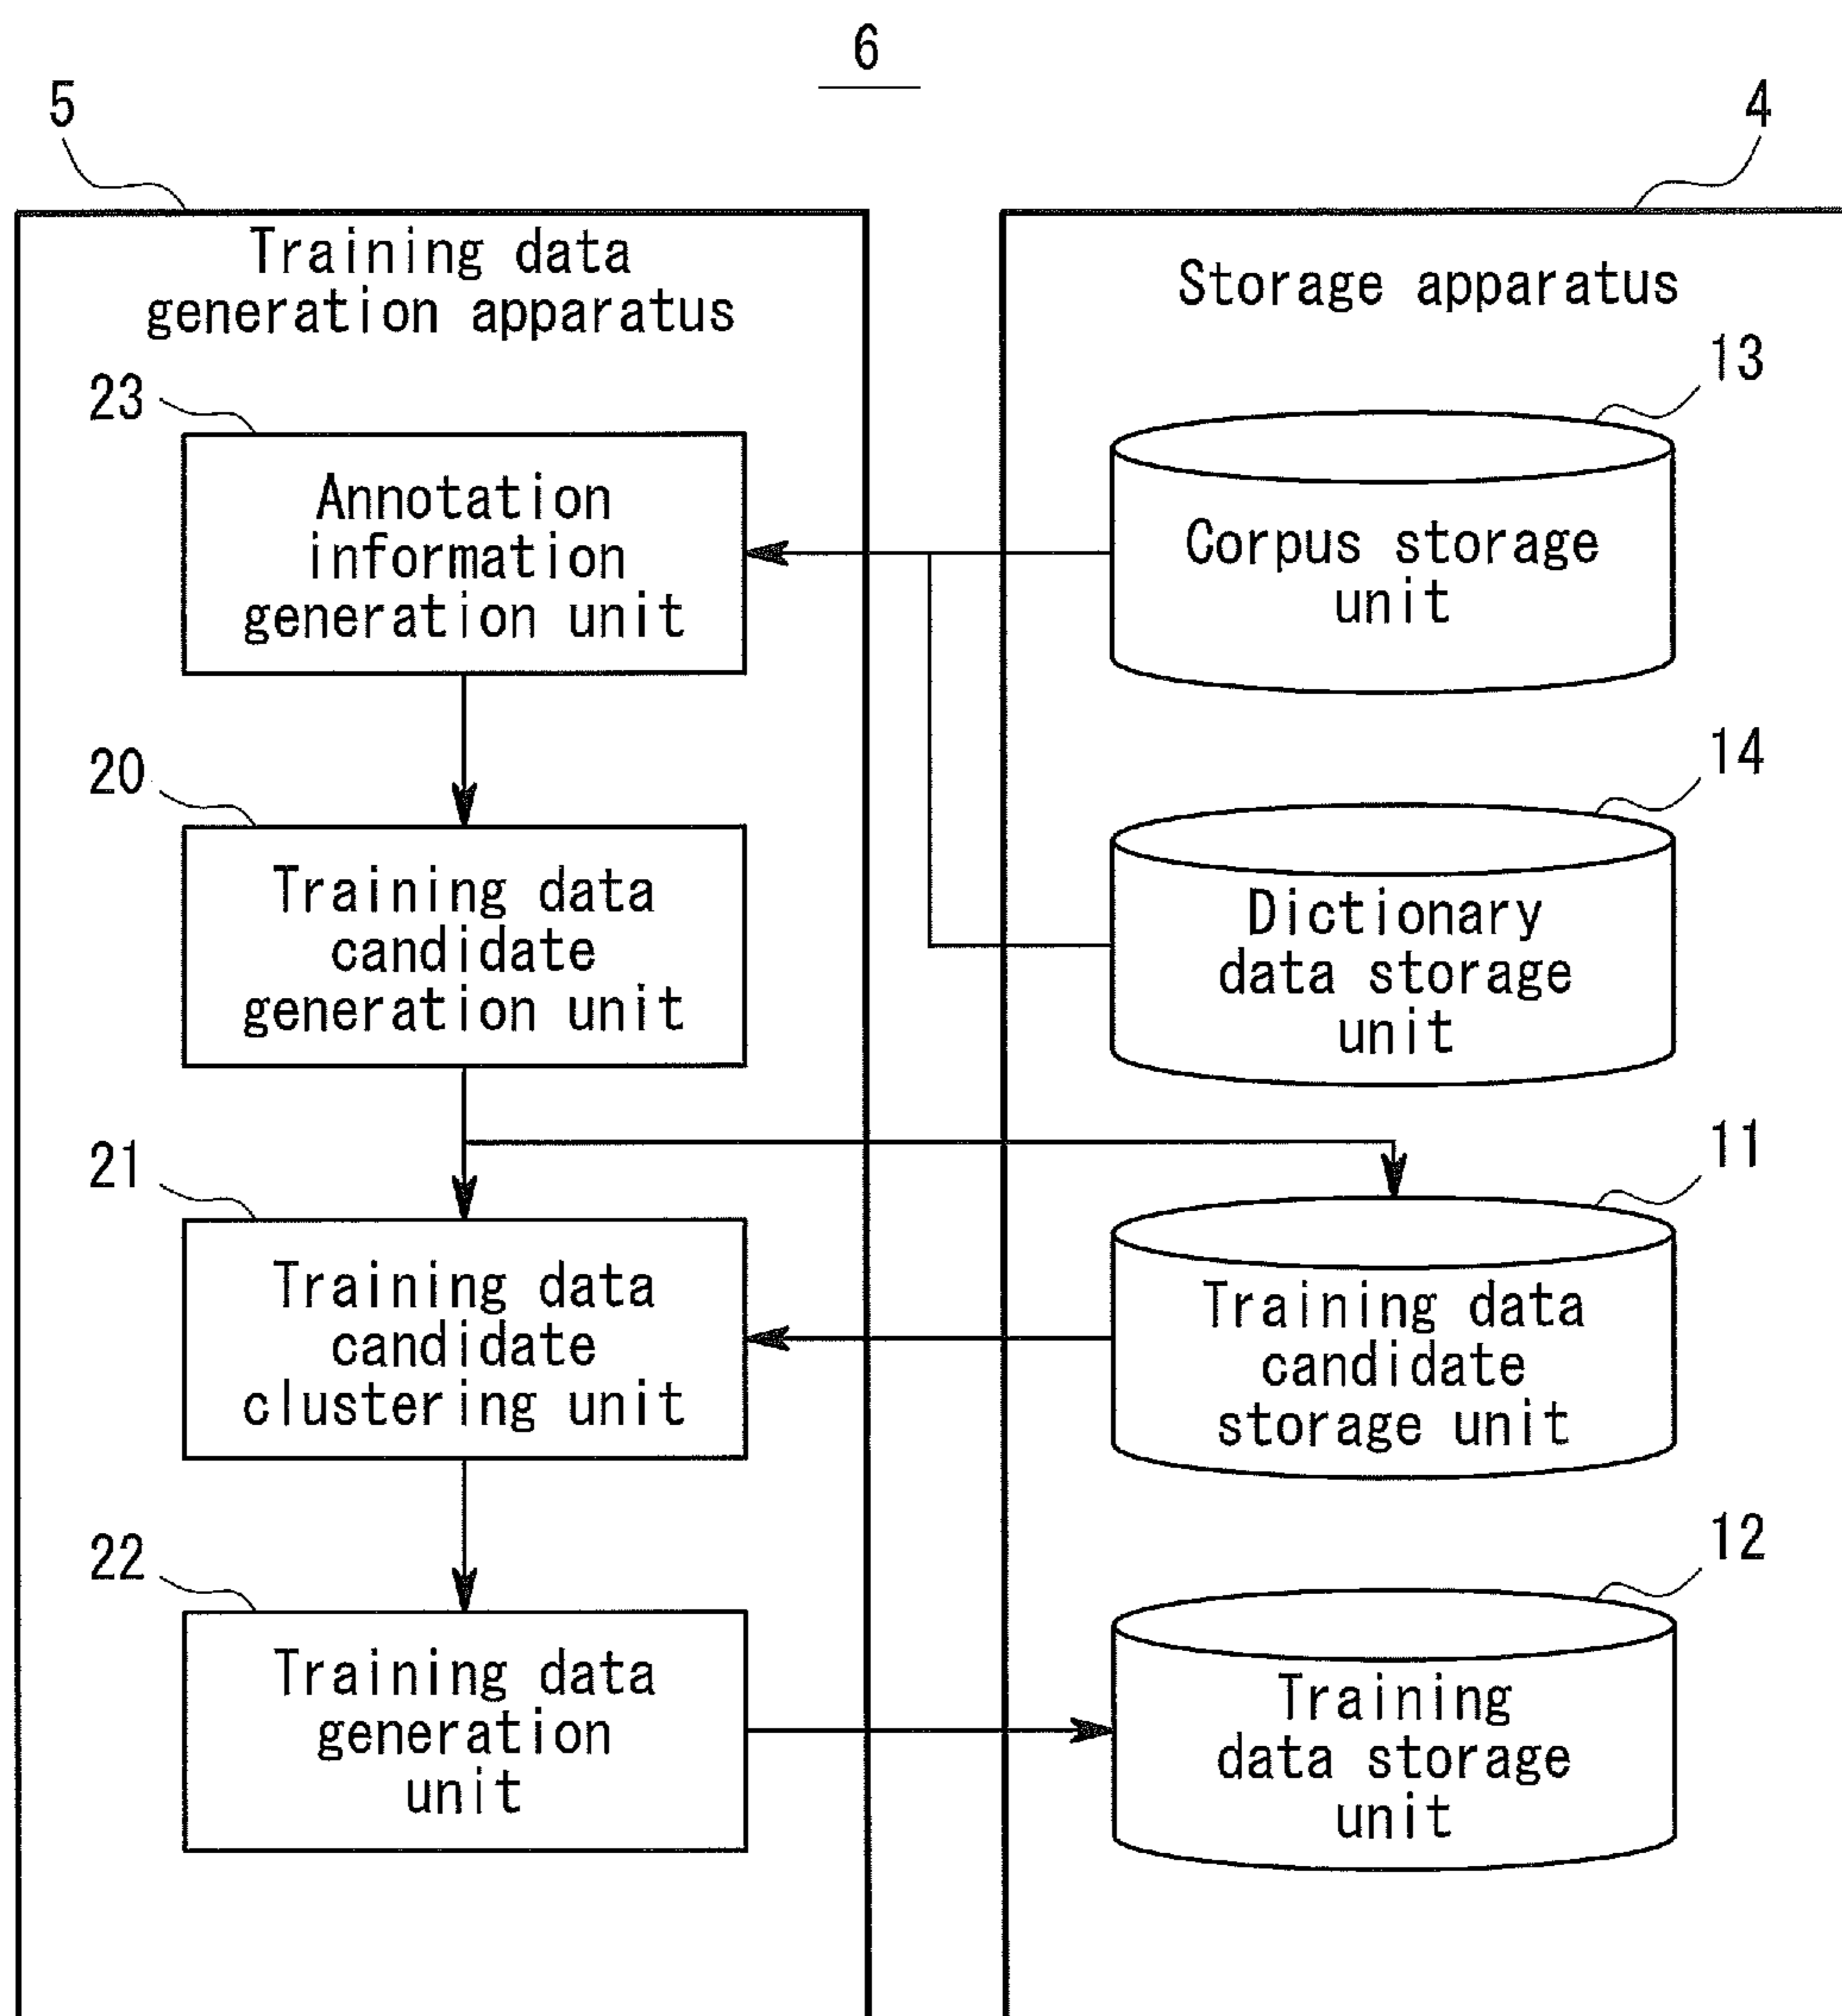 6
5
4
Training data
generation apparatus
Storage apparatus
23
Annotation
information
generation unit
13
Corpus storage
unit
20
Training data
candidate
generation unit
14
Dictionary
data storage
unit
21
Training data
candidate
clustering unit
11
Training data
candidate
storage unit
22
Training data
generation
unit
12
Training
data storage
unit